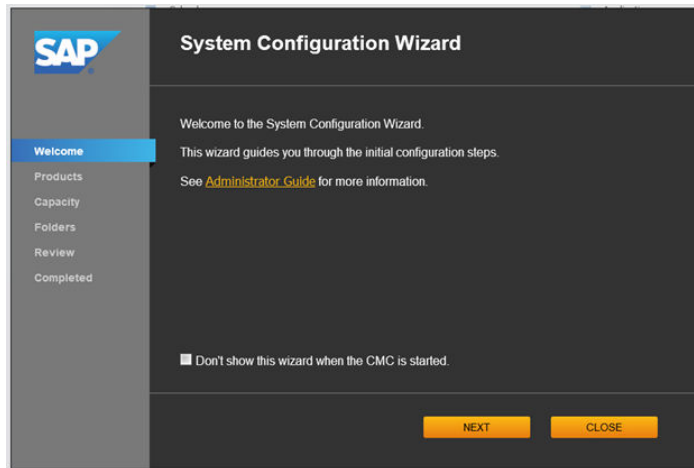 SAP
System Configuration Wizard
Welcome
Products
Capacity
Folders
Review
Completed
Welcome to the System Configuration Wizard.
This wizard guides you through the initial configuration steps.
See Administrator Guide for more information.
Don't show this wizard when the CMC is started.
NEXT
CLOSE